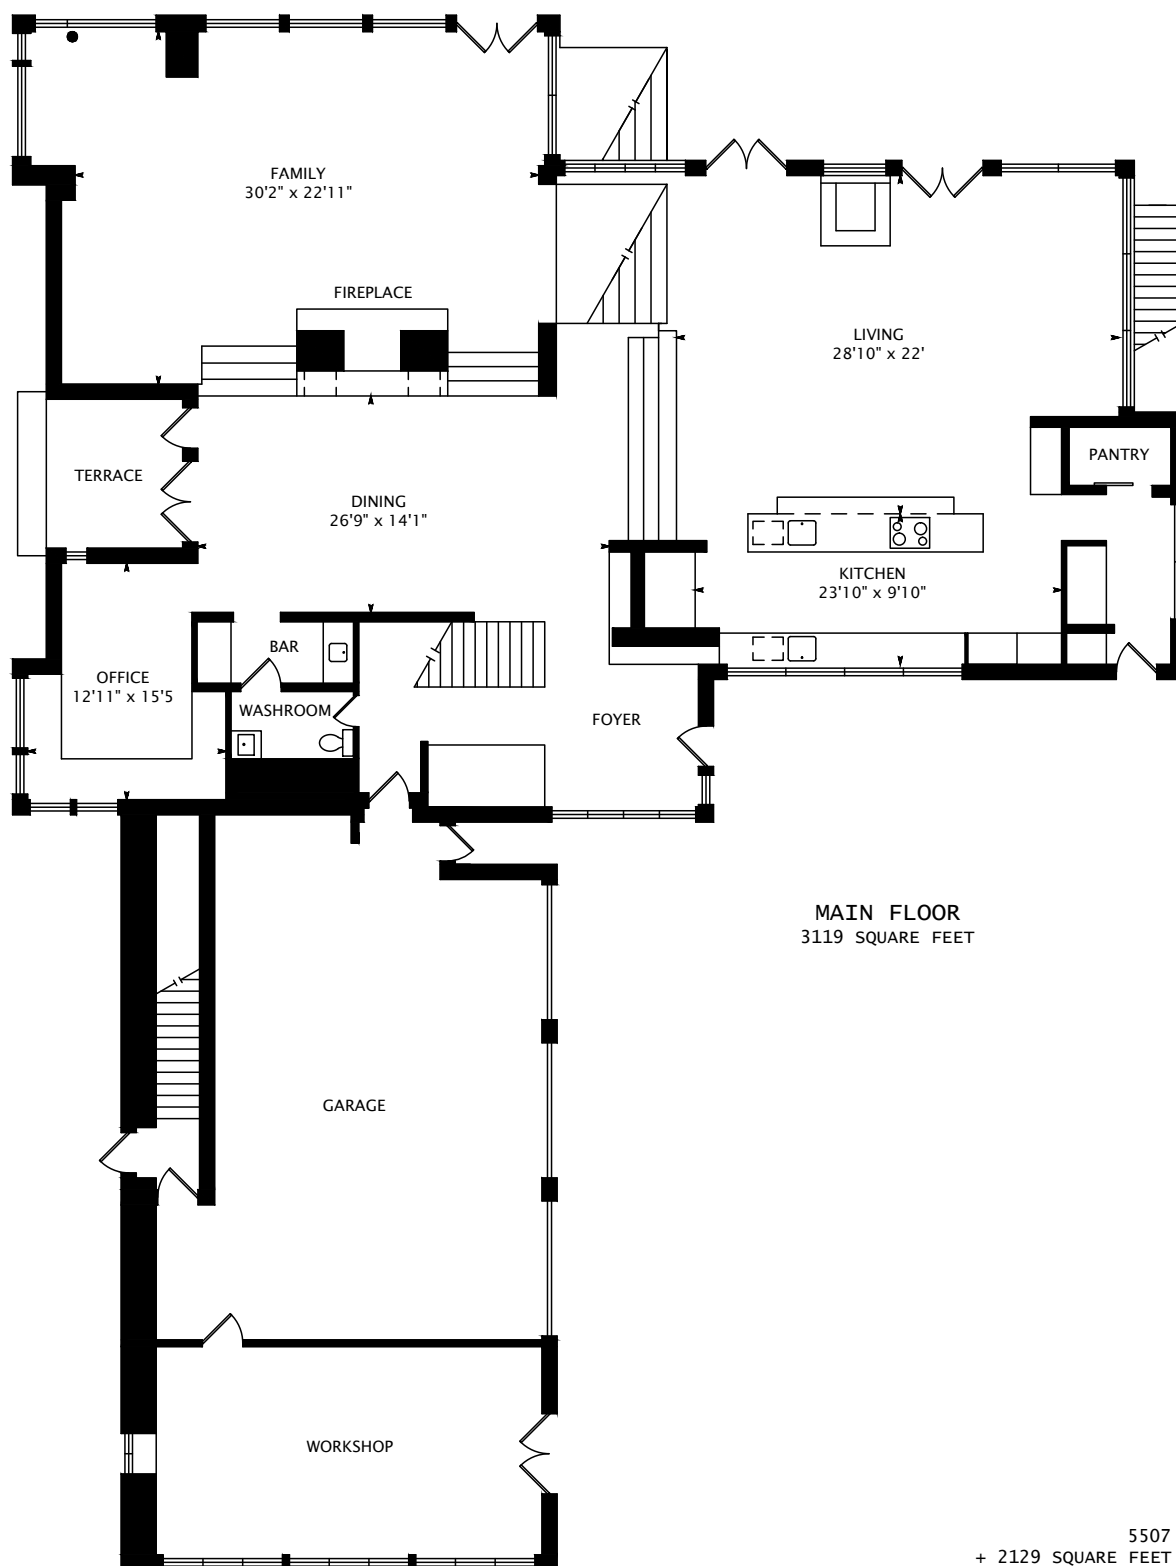 FAMILY
30'2" x 22'11"
FIREPLACE
LIVING
28'10" x 22'
PANTRY
TERRACE
DINING
26'9" x 14'1"
KITCHEN
23'10" x 9'10"
BAR
OFFICE
12'11" x 15'5
WASHROOM
FOYER
MAIN FLOOR
3119 SQUARE FEET
GARAGE
WORKSHOP
5507
+ 2129 SQUARE FEET